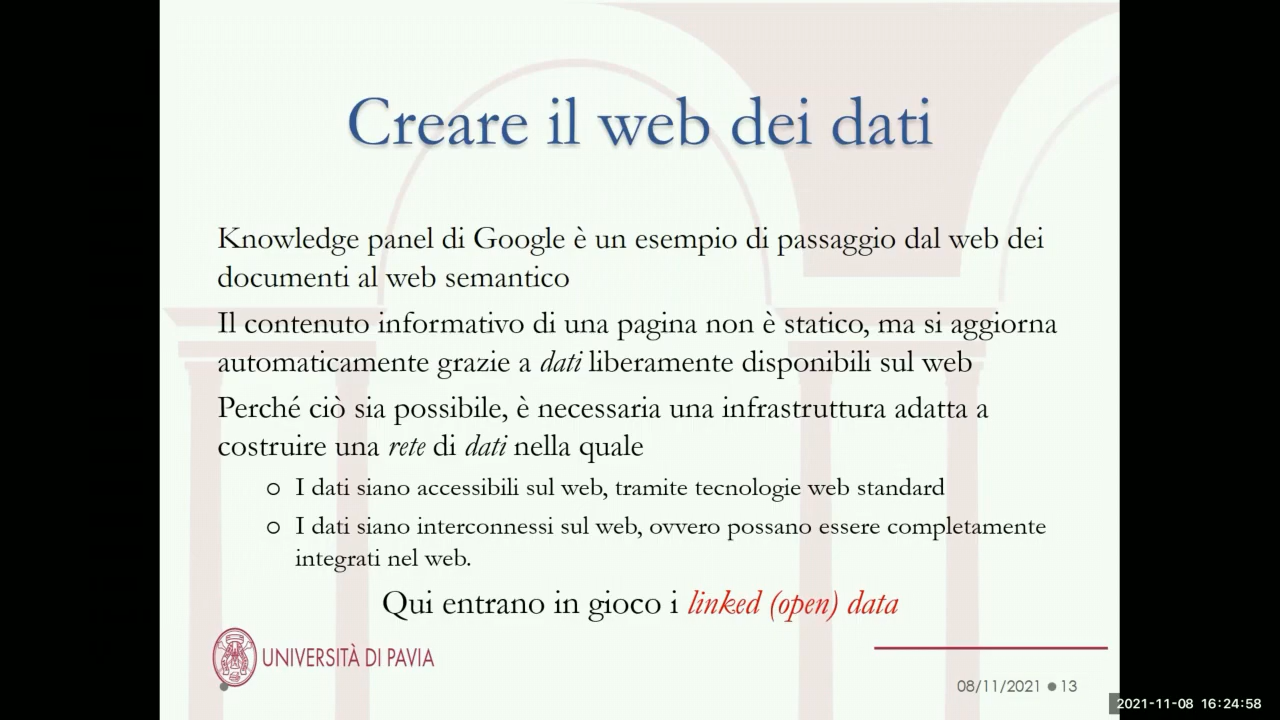 Creare il web dei dati
Knowledge panel di Google è un esempio di passaggio dal web dei
documenti al web semantico
Il contenuto informativo di una pagina non è statico, ma si aggiorna
automaticamente grazie a dati liberamente disponibili sul web
Perché ciò sia possibile, è necessaria una infrastruttura adatta a
costruire una rete di dati nella quale
o I dati siano accessibili sul web, tramite tecnologie web standard
o I dati siano interconnessi sul web, ovvero possano essere completamente
integrati nel web.
Qui entrano in gioco i linked (open) data
UNIVERSITÀ DI PAVIA
08/11/2021 ● 13
2021-11-08 16:24:58